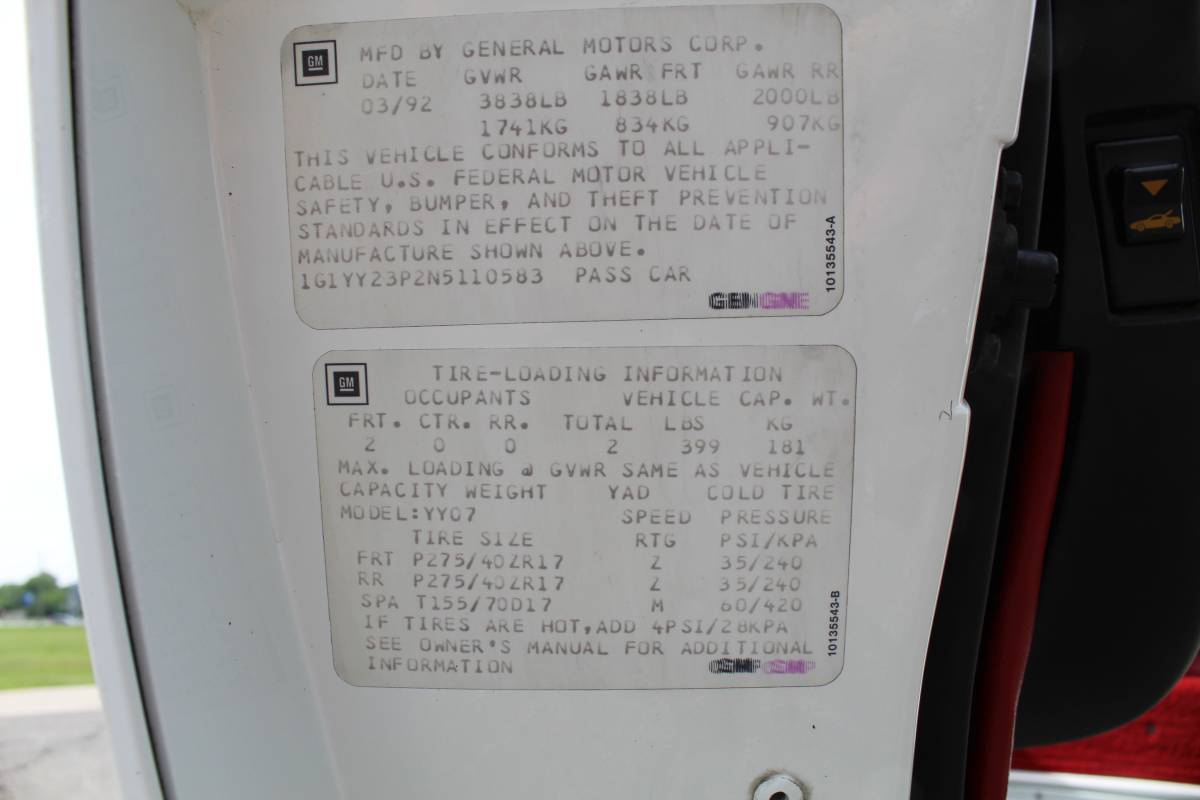 GM
MFD BY GENERAL MOTORS CORP.
DATE GVWR GAWR FRT GAWR RR
03/92 3838LB 1838LB 2000LB
1741KG 834KG 907KG
THIS VEHICLE CONFORMS TO ALL APPLI-
CABLE U.S. FEDERAL MOTOR VEHICLE
SAFETY, BUMPER, AND THEFT PREVENTION
STANDARDS IN EFFECT ON THE DATE OF
MANUFACTURE SHOWN ABOVE.
1G1YY23P2N5110583 PASS CAR
10135543-A
GM
TIRE-LOADING INFORMATION
OCCUPANTS VEHICLE CAP. WT.
FRT. CTR. RR. TOTAL LBS KG
2 0 0 2 399 181
MAX. LOADING @ GVWR SAME AS VEHICLE
CAPACITY WEIGHT YAD COLD TIRE
MODEL:YY07 SPEED PRESSURE
TIRE SIZE RTG PSI/KPA
FRT P275/40ZR17 Z 35/240
RR P275/40ZR17 Z 35/240
SPA T155/70D17 M 60/420
IF TIRES ARE HOT,ADD 4PSI/28KPA
SEE OWNER'S MANUAL FOR ADDITIONAL
INFORMATION
10135543-B
2